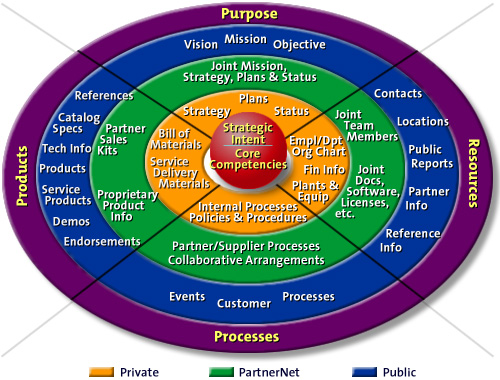 Purpose
Vision Mission Objective
Joint Mission,
Strategy, Plans & Status
Plans
Strategy Status
Strategic
Intent
Core
Competencies
References
Catalog
Specs
Tech Info
Products
Service
Products
Demos
Endorsements
Products
Partner
Sales
Kits
Proprietary
Product
Info
Bill of
Materials
Service
Delivery
Materials
Empl/Dpt
Org Chart
Fin Info
Plants &
Equip
Joint
Team
Members
Joint
Docs,
Software,
Licenses,
etc.
Contacts
Locations
Public
Reports
Partner
Info
Reference
Info
Resources
Internal Processes
Policies & Procedures
Partner/Supplier Processes
Collaborative Arrangements
Events Customer Processes
Processes
Private PartnerNet Public